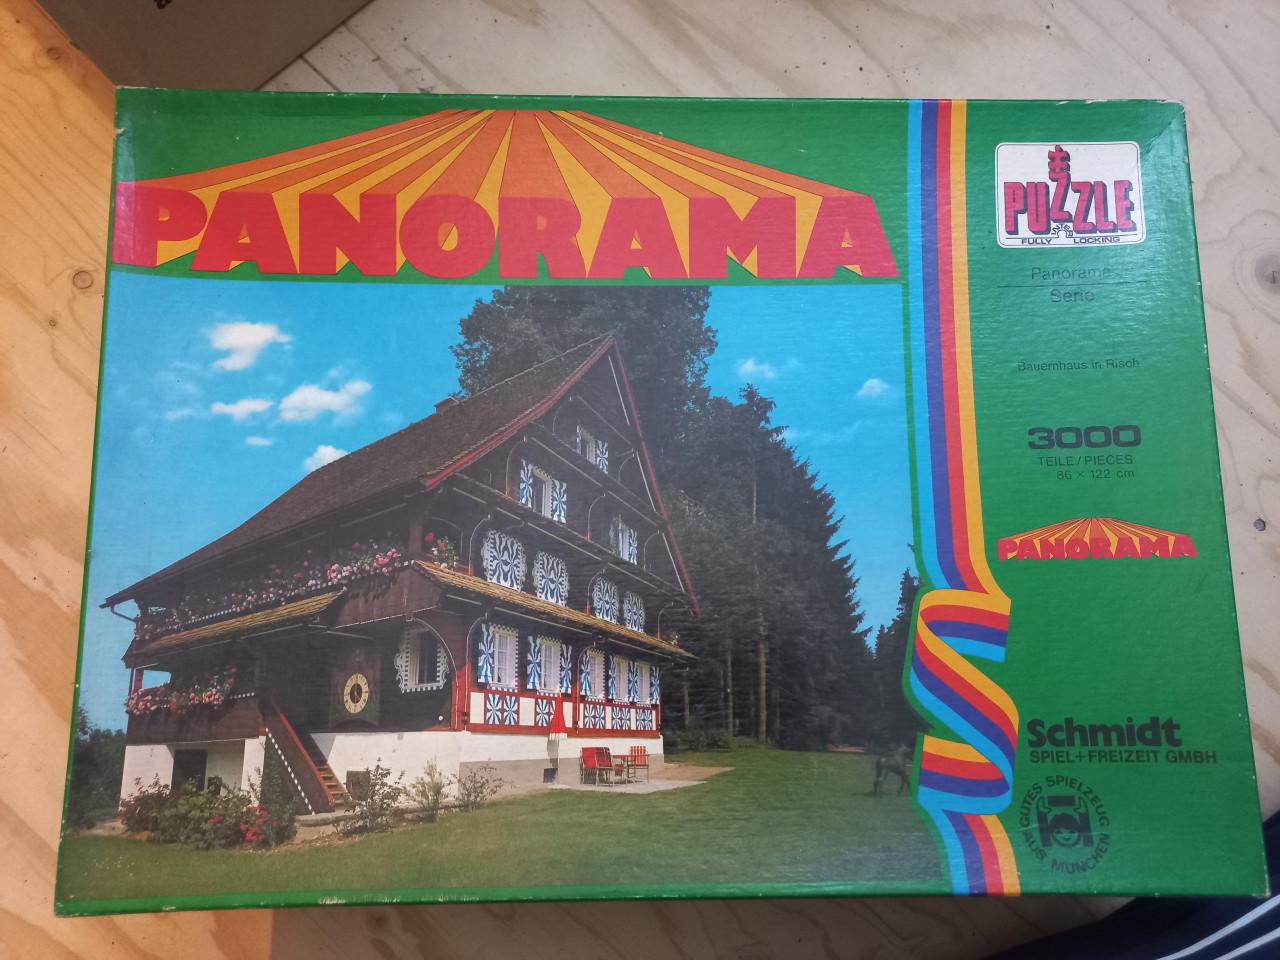 PANORAMA
PUZZLE
FULLY LOCKING
Panorama
Serie
Bauernhaus in Risch
3000
TEILE/PIECES
86 × 122 cm
PANORAMA
Schmidt
SPIEL+FREIZEIT GMBH
GUTES SPIELZEUG
AUS MÜNCHEN